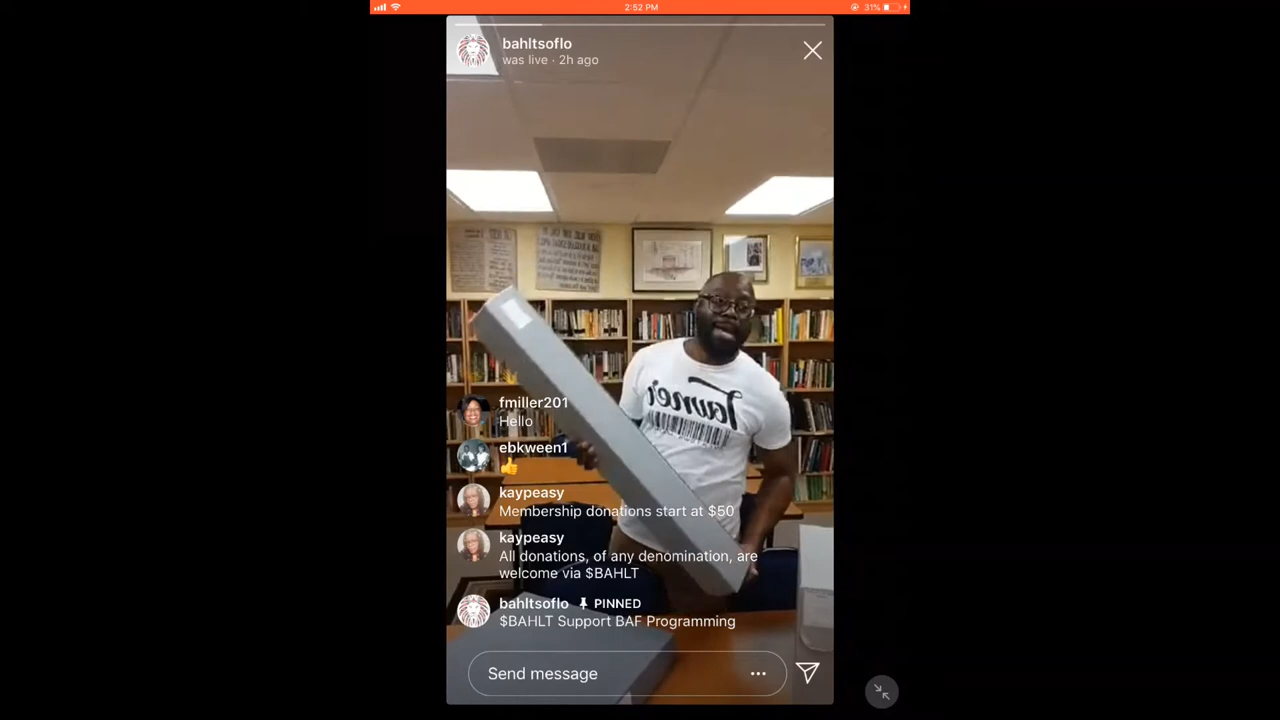 2:52 PM
31%
bahltsoflo
was live · 2h ago
Turner
fmiller201
Hello
ebkween1
👍
kaypeasy
Membership donations start at $50
kaypeasy
All donations, of any denomination, are
welcome via $BAHLT
bahltsoflo PINNED
$BAHLT Support BAF Programming
Send message